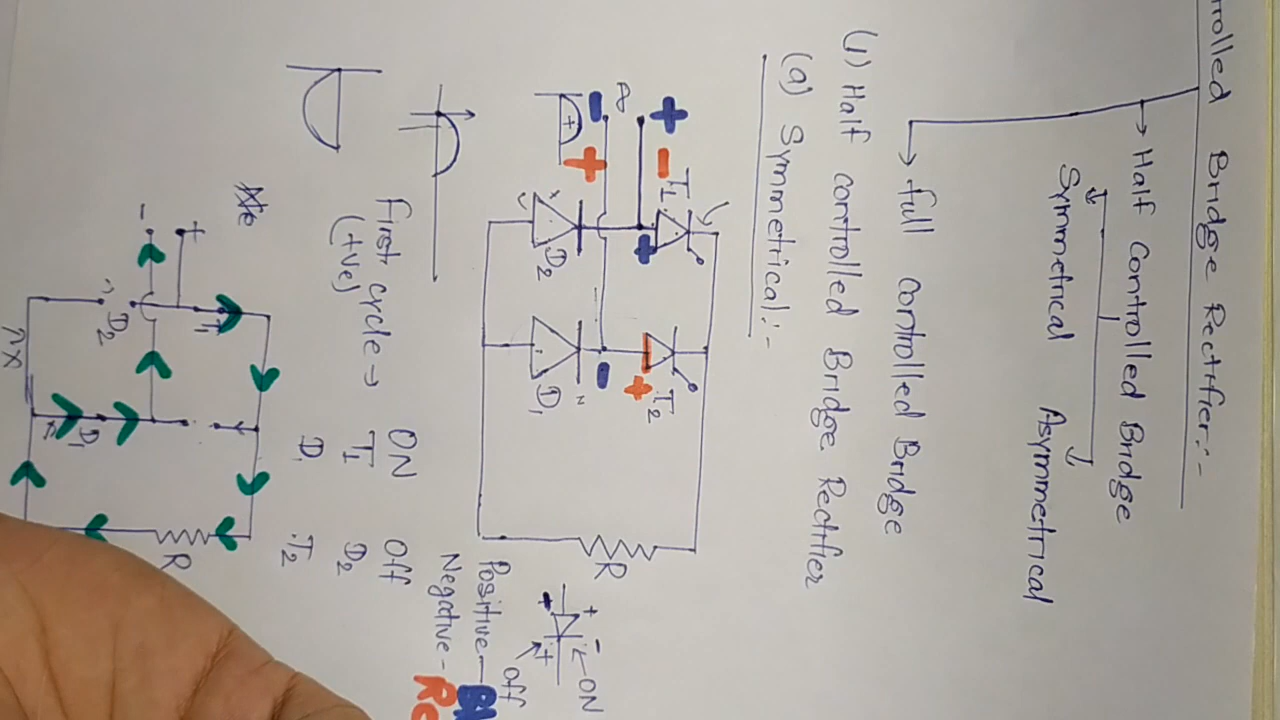 rolled Bridge Rectifier:-
→ Half Controlled Bridge
Symmetrical Asymmetrical
→ full controlled Bridge
(1) Half controlled Bridge Rectifier
(a) Symmetrical:-
+ - T1 + - + T2
- +
+
D2 D1
R
+ - ON
+ off
Positive -
Negative -
First cycle →
(+ve)
ON Off
T1 D2
D1 T2
+
-
T1
D2
D1
R